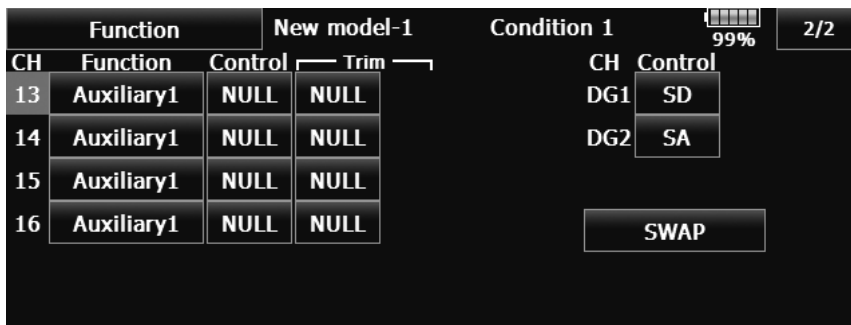 Function New model-1 Condition 1 99% 2/2
CH Function Control Trim CH Control
13 Auxiliary1 NULL NULL DG1 SD
14 Auxiliary1 NULL NULL DG2 SA
15 Auxiliary1 NULL NULL
16 Auxiliary1 NULL NULL SWAP